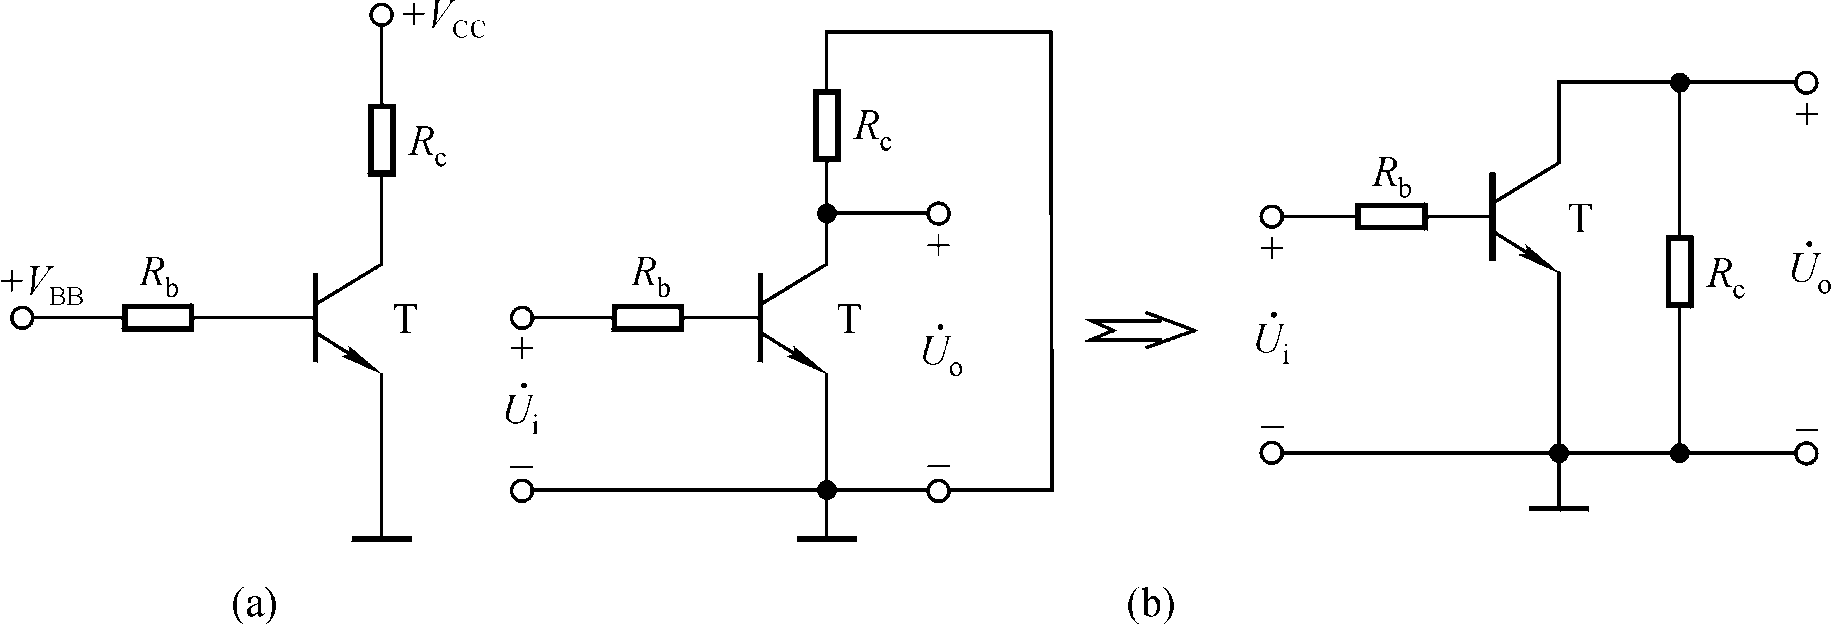 +V_CC
R_c
+V_BB
R_b
T
(a)
R_c
+
R_b
T
+
U̇_o
U̇_i
−
−
R_b
+
T
+
R_c
U̇_o
U̇_i
−
−
(b)